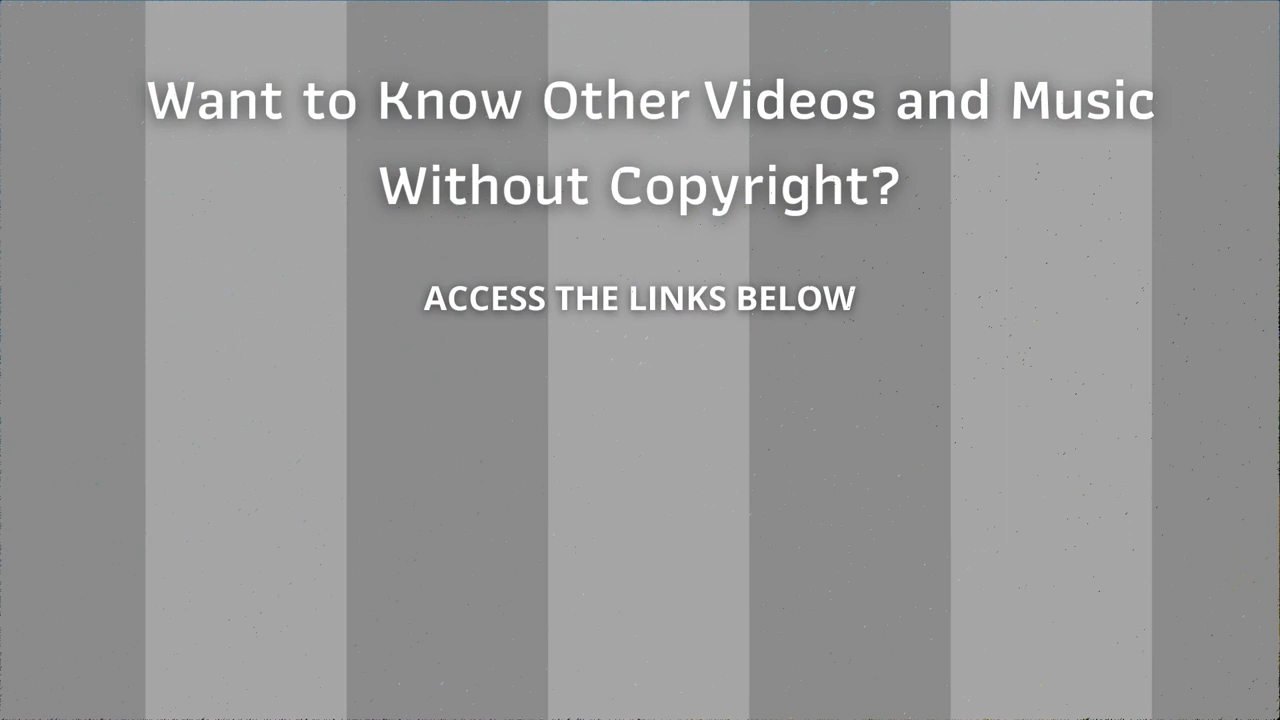 Want to Know Other Videos and Music
Without Copyright?
ACCESS THE LINKS BELOW